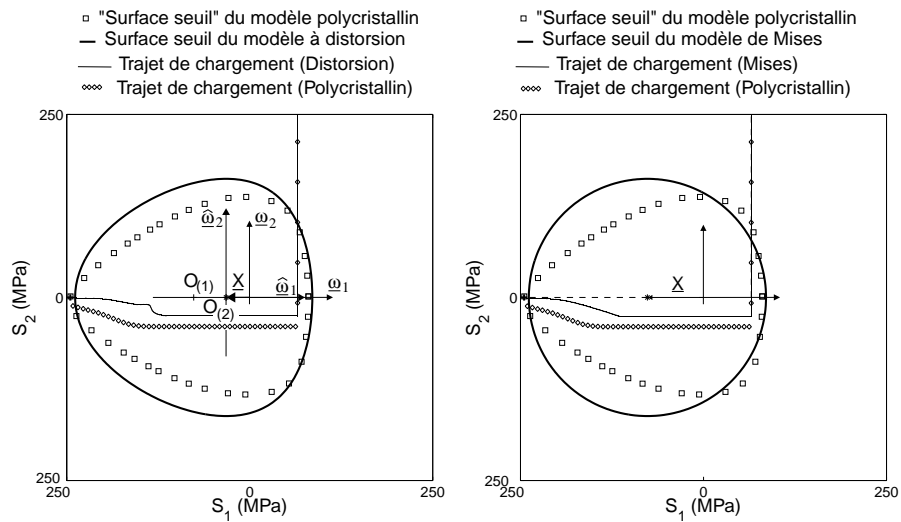 "Surface seuil" du modèle polycristallin
Surface seuil du modèle à distorsion
Trajet de chargement (Distorsion)
Trajet de chargement (Polycristallin)
250
S2 (MPa)
0
250
250
0
250
S1 (MPa)
ω̂2
ω2
O(1)
X
ω̂1
ω1
O(2)
"Surface seuil" du modèle polycristallin
Surface seuil du modèle de Mises
Trajet de chargement (Mises)
Trajet de chargement (Polycristallin)
250
S2 (MPa)
0
250
250
0
250
S1 (MPa)
X